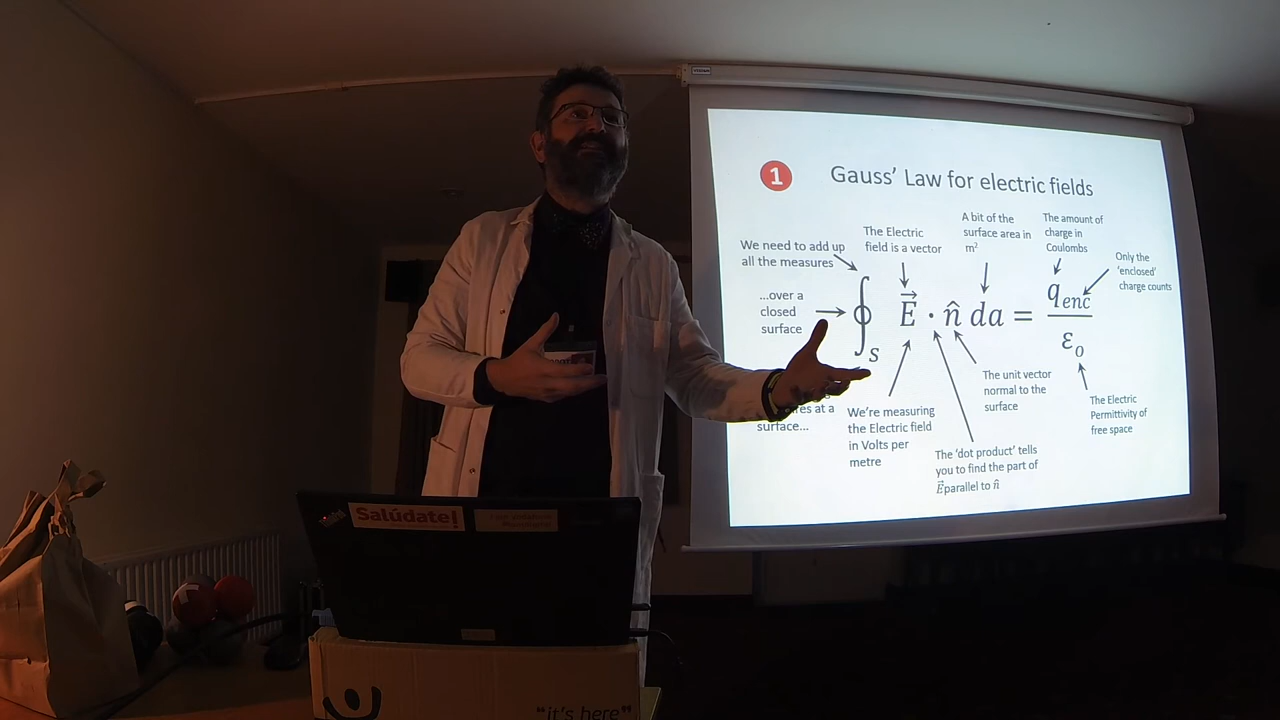 1
Gauss' Law for electric fields
A bit of the
surface area in
m²
The amount of
charge in
Coulombs
The Electric
field is a vector
We need to add up
all the measures
Only the
'enclosed'
charge counts
...over a
closed
surface
∮S E⃗ · n̂ da = qenc / ε0
res at a
surface...
We're measuring
the Electric field
in Volts per
metre
The 'dot product' tells
you to find the part of
E⃗ parallel to n̂
The unit vector
normal to the
surface
The Electric
Permittivity of
free space
Salúdate!
"it's here"